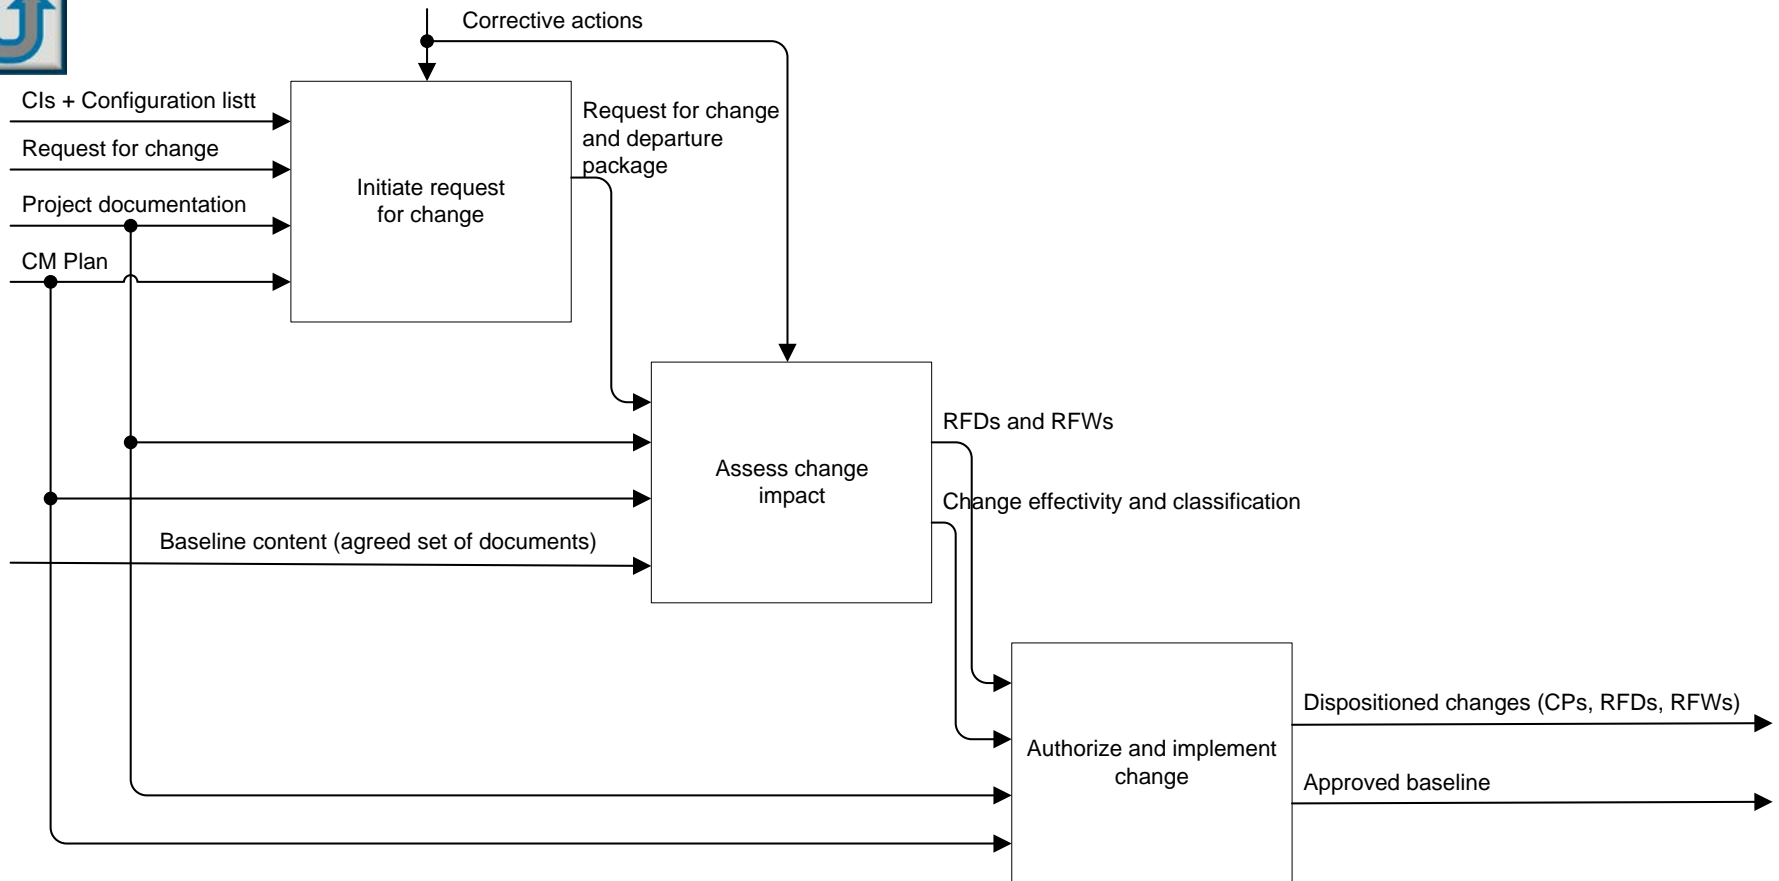 Corrective actions
CIs + Configuration listt
Request for change
Project documentation
CM Plan
Initiate request
for change
Request for change
and departure
package
Assess change
impact
RFDs and RFWs
Change effectivity and classification
Baseline content (agreed set of documents)
Authorize and implement
change
Dispositioned changes (CPs, RFDs, RFWs)
Approved baseline